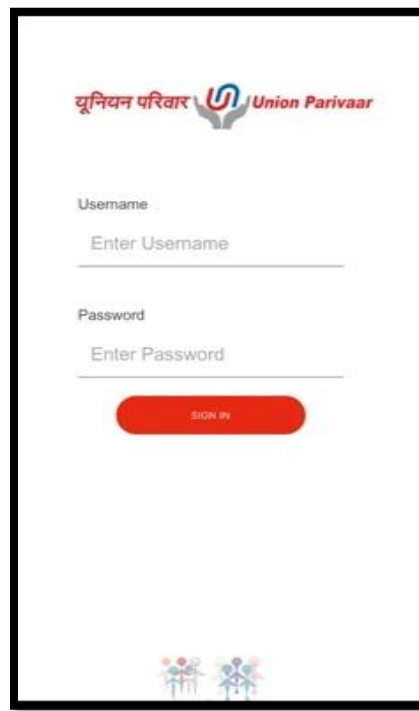 यूनियन परिवार Union Parivaar
Username
Enter Username
Password
Enter Password
SIGN IN